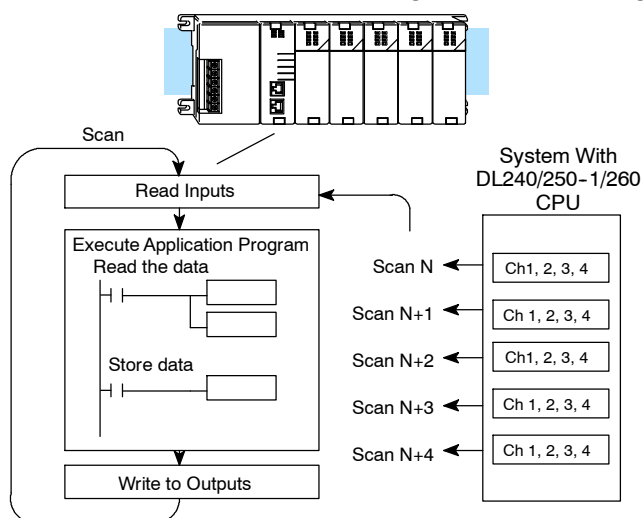 Scan
Read Inputs
Execute Application Program
Read the data
Store data
Write to Outputs
System With
DL240/250-1/260
CPU
Scan N
Ch1, 2, 3, 4
Scan N+1
Ch 1, 2, 3, 4
Scan N+2
Ch1, 2, 3, 4
Scan N+3
Ch 1, 2, 3, 4
Scan N+4
Ch 1, 2, 3, 4